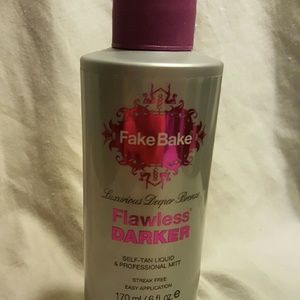 Fake Bake
Luxurious Deeper Bronze
Flawless
DARKER
SELF-TAN LIQUID
& PROFESSIONAL MITT
STREAK FREE
EASY APPLICATION
170 ml / 6 fl.oz ℮